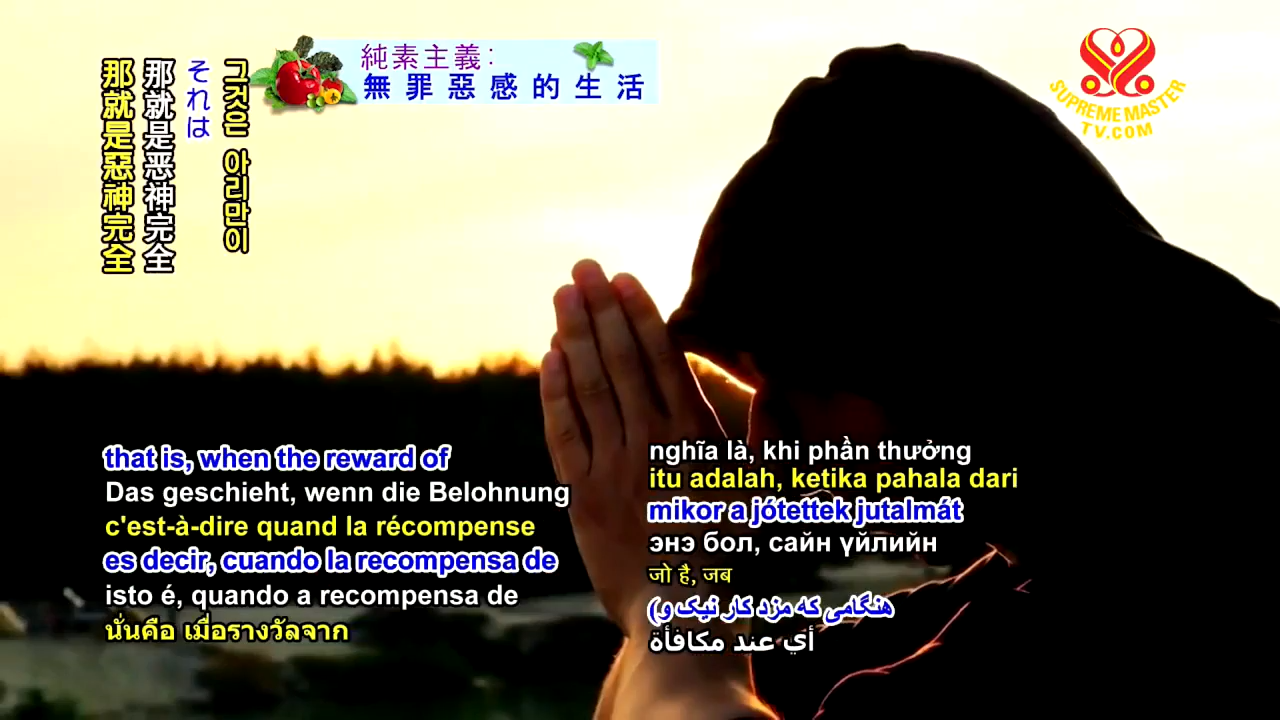 純素主義：
無罪惡感的生活
SUPREME MASTER
TV.COM
그것은 아리만이
それは
那就是恶神完全
那就是惡神完全
that is, when the reward of
Das geschieht, wenn die Belohnung
c'est-à-dire quand la récompense
es decir, cuando la recompensa de
isto é, quando a recompensa de
นั่นคือ เมื่อรางวัลจาก
nghĩa là, khi phần thưởng
itu adalah, ketika pahala dari
mikor a jótettek jutalmát
энэ бол, сайн үйлийн
जो है, जब
هنگامی که مزد کار نیک و)
أي عند مكافأة